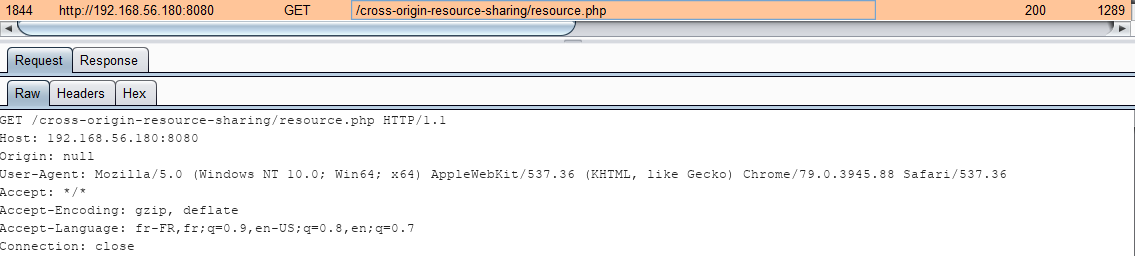 1844 http://192.168.56.180:8080 GET /cross-origin-resource-sharing/resource.php 200 1289
Request Response
Raw Headers Hex
GET /cross-origin-resource-sharing/resource.php HTTP/1.1
Host: 192.168.56.180:8080
Origin: null
User-Agent: Mozilla/5.0 (Windows NT 10.0; Win64; x64) AppleWebKit/537.36 (KHTML, like Gecko) Chrome/79.0.3945.88 Safari/537.36
Accept: */*
Accept-Encoding: gzip, deflate
Accept-Language: fr-FR,fr;q=0.9,en-US;q=0.8,en;q=0.7
Connection: close